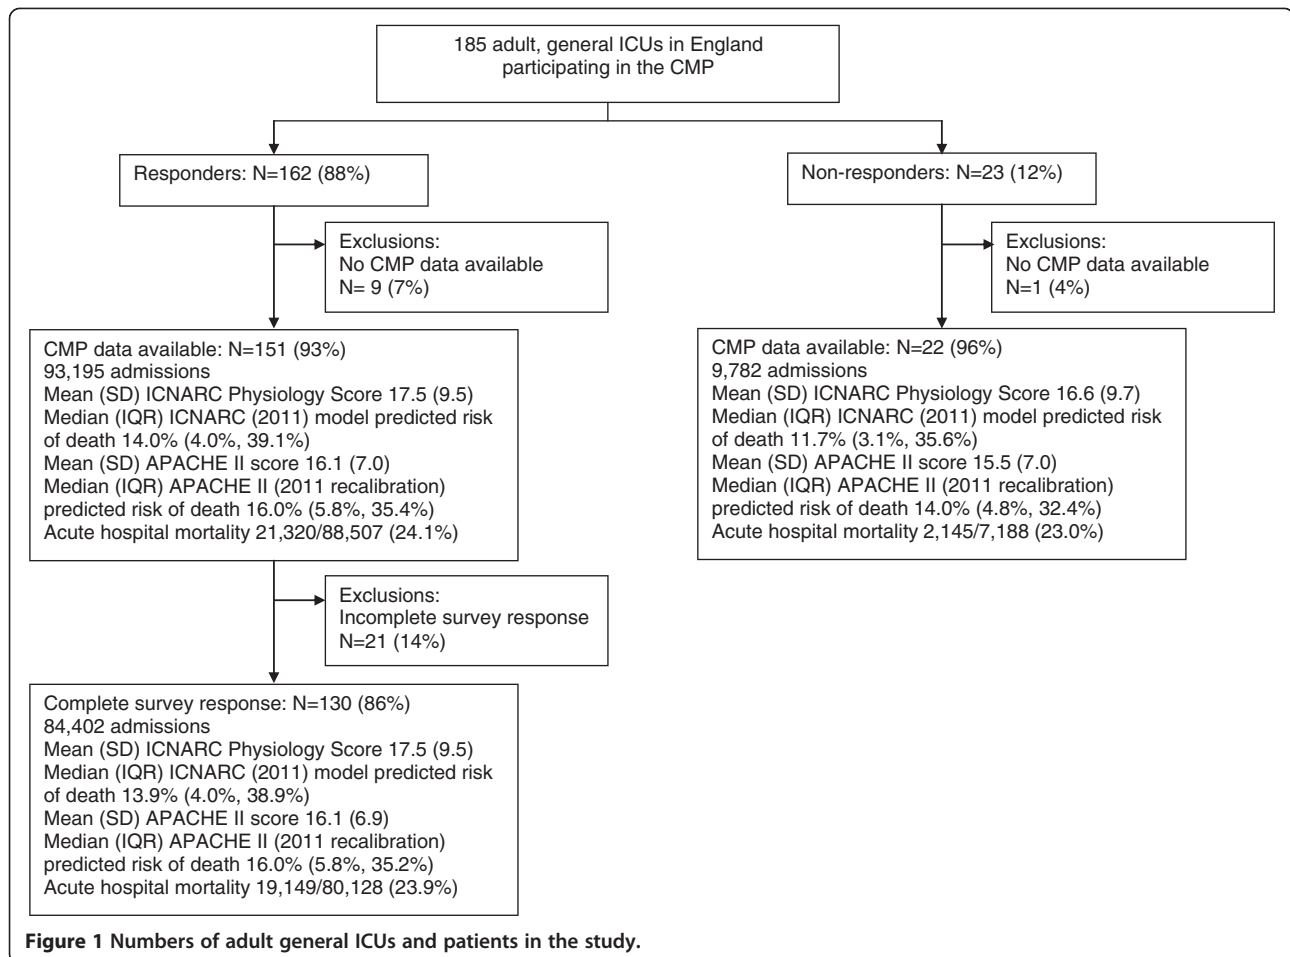 185 adult, general ICUs in England
participating in the CMP
Responders: N=162 (88%)
Non-responders: N=23 (12%)
Exclusions:
No CMP data available
N= 9 (7%)
Exclusions:
No CMP data available
N=1 (4%)
CMP data available: N=151 (93%)
93,195 admissions
Mean (SD) ICNARC Physiology Score 17.5 (9.5)
Median (IQR) ICNARC (2011) model predicted risk
of death 14.0% (4.0%, 39.1%)
Mean (SD) APACHE II score 16.1 (7.0)
Median (IQR) APACHE II (2011 recalibration)
predicted risk of death 16.0% (5.8%, 35.4%)
Acute hospital mortality 21,320/88,507 (24.1%)
CMP data available: N=22 (96%)
9,782 admissions
Mean (SD) ICNARC Physiology Score 16.6 (9.7)
Median (IQR) ICNARC (2011) model predicted risk
of death 11.7% (3.1%, 35.6%)
Mean (SD) APACHE II score 15.5 (7.0)
Median (IQR) APACHE II (2011 recalibration)
predicted risk of death 14.0% (4.8%, 32.4%)
Acute hospital mortality 2,145/7,188 (23.0%)
Exclusions:
Incomplete survey response
N=21 (14%)
Complete survey response: N=130 (86%)
84,402 admissions
Mean (SD) ICNARC Physiology Score 17.5 (9.5)
Median (IQR) ICNARC (2011) model predicted risk
of death 13.9% (4.0%, 38.9%)
Mean (SD) APACHE II score 16.1 (6.9)
Median (IQR) APACHE II (2011 recalibration)
predicted risk of death 16.0% (5.8%, 35.2%)
Acute hospital mortality 19,149/80,128 (23.9%)
Figure 1 Numbers of adult general ICUs and patients in the study.